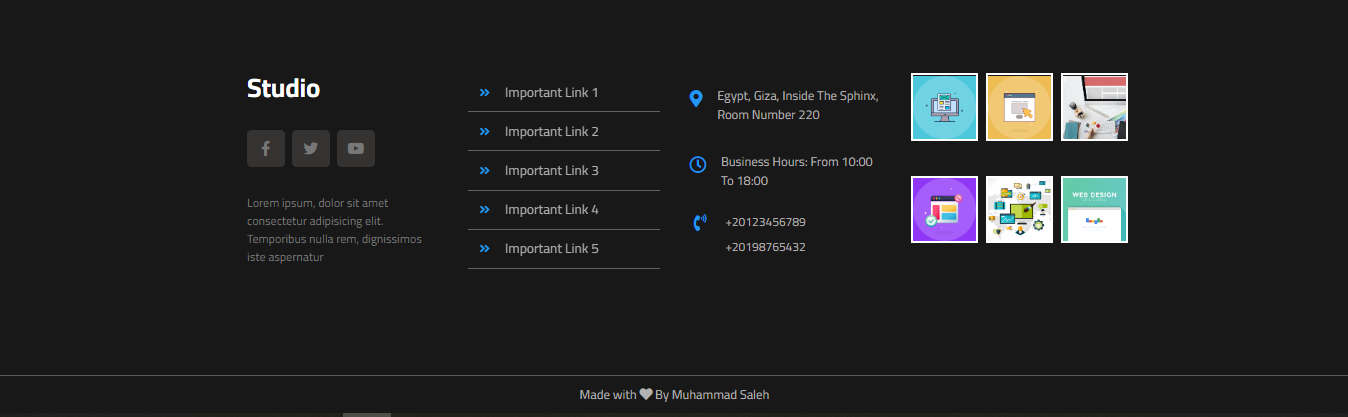 Studio
Lorem ipsum, dolor sit amet
consectetur adipisicing elit.
Temporibus nulla rem, dignissimos
iste aspernatur
Important Link 1
Important Link 2
Important Link 3
Important Link 4
Important Link 5
Egypt, Giza, Inside The Sphinx,
Room Number 220
Business Hours: From 10:00
To 18:00
+20123456789
+20198765432
WEB DESIGN
Made with By Muhammad Saleh